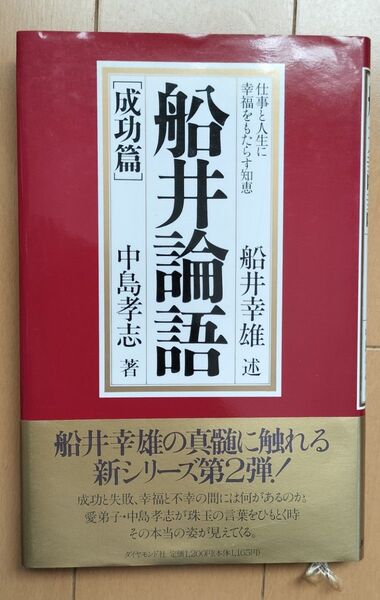 仕事と人生に
幸福をもたらす知恵
船井幸雄 述
船井論語
[成功篇]
中島孝志 著
船井幸雄の真髄に触れる
新シリーズ第2弾!
成功と失敗、幸福と不幸の間には何があるのか。
愛弟子・中島孝志が珠玉の言葉をひもとく時
その本当の姿が見えてくる。
ダイヤモンド社 定価1,200円(本体1,165円)